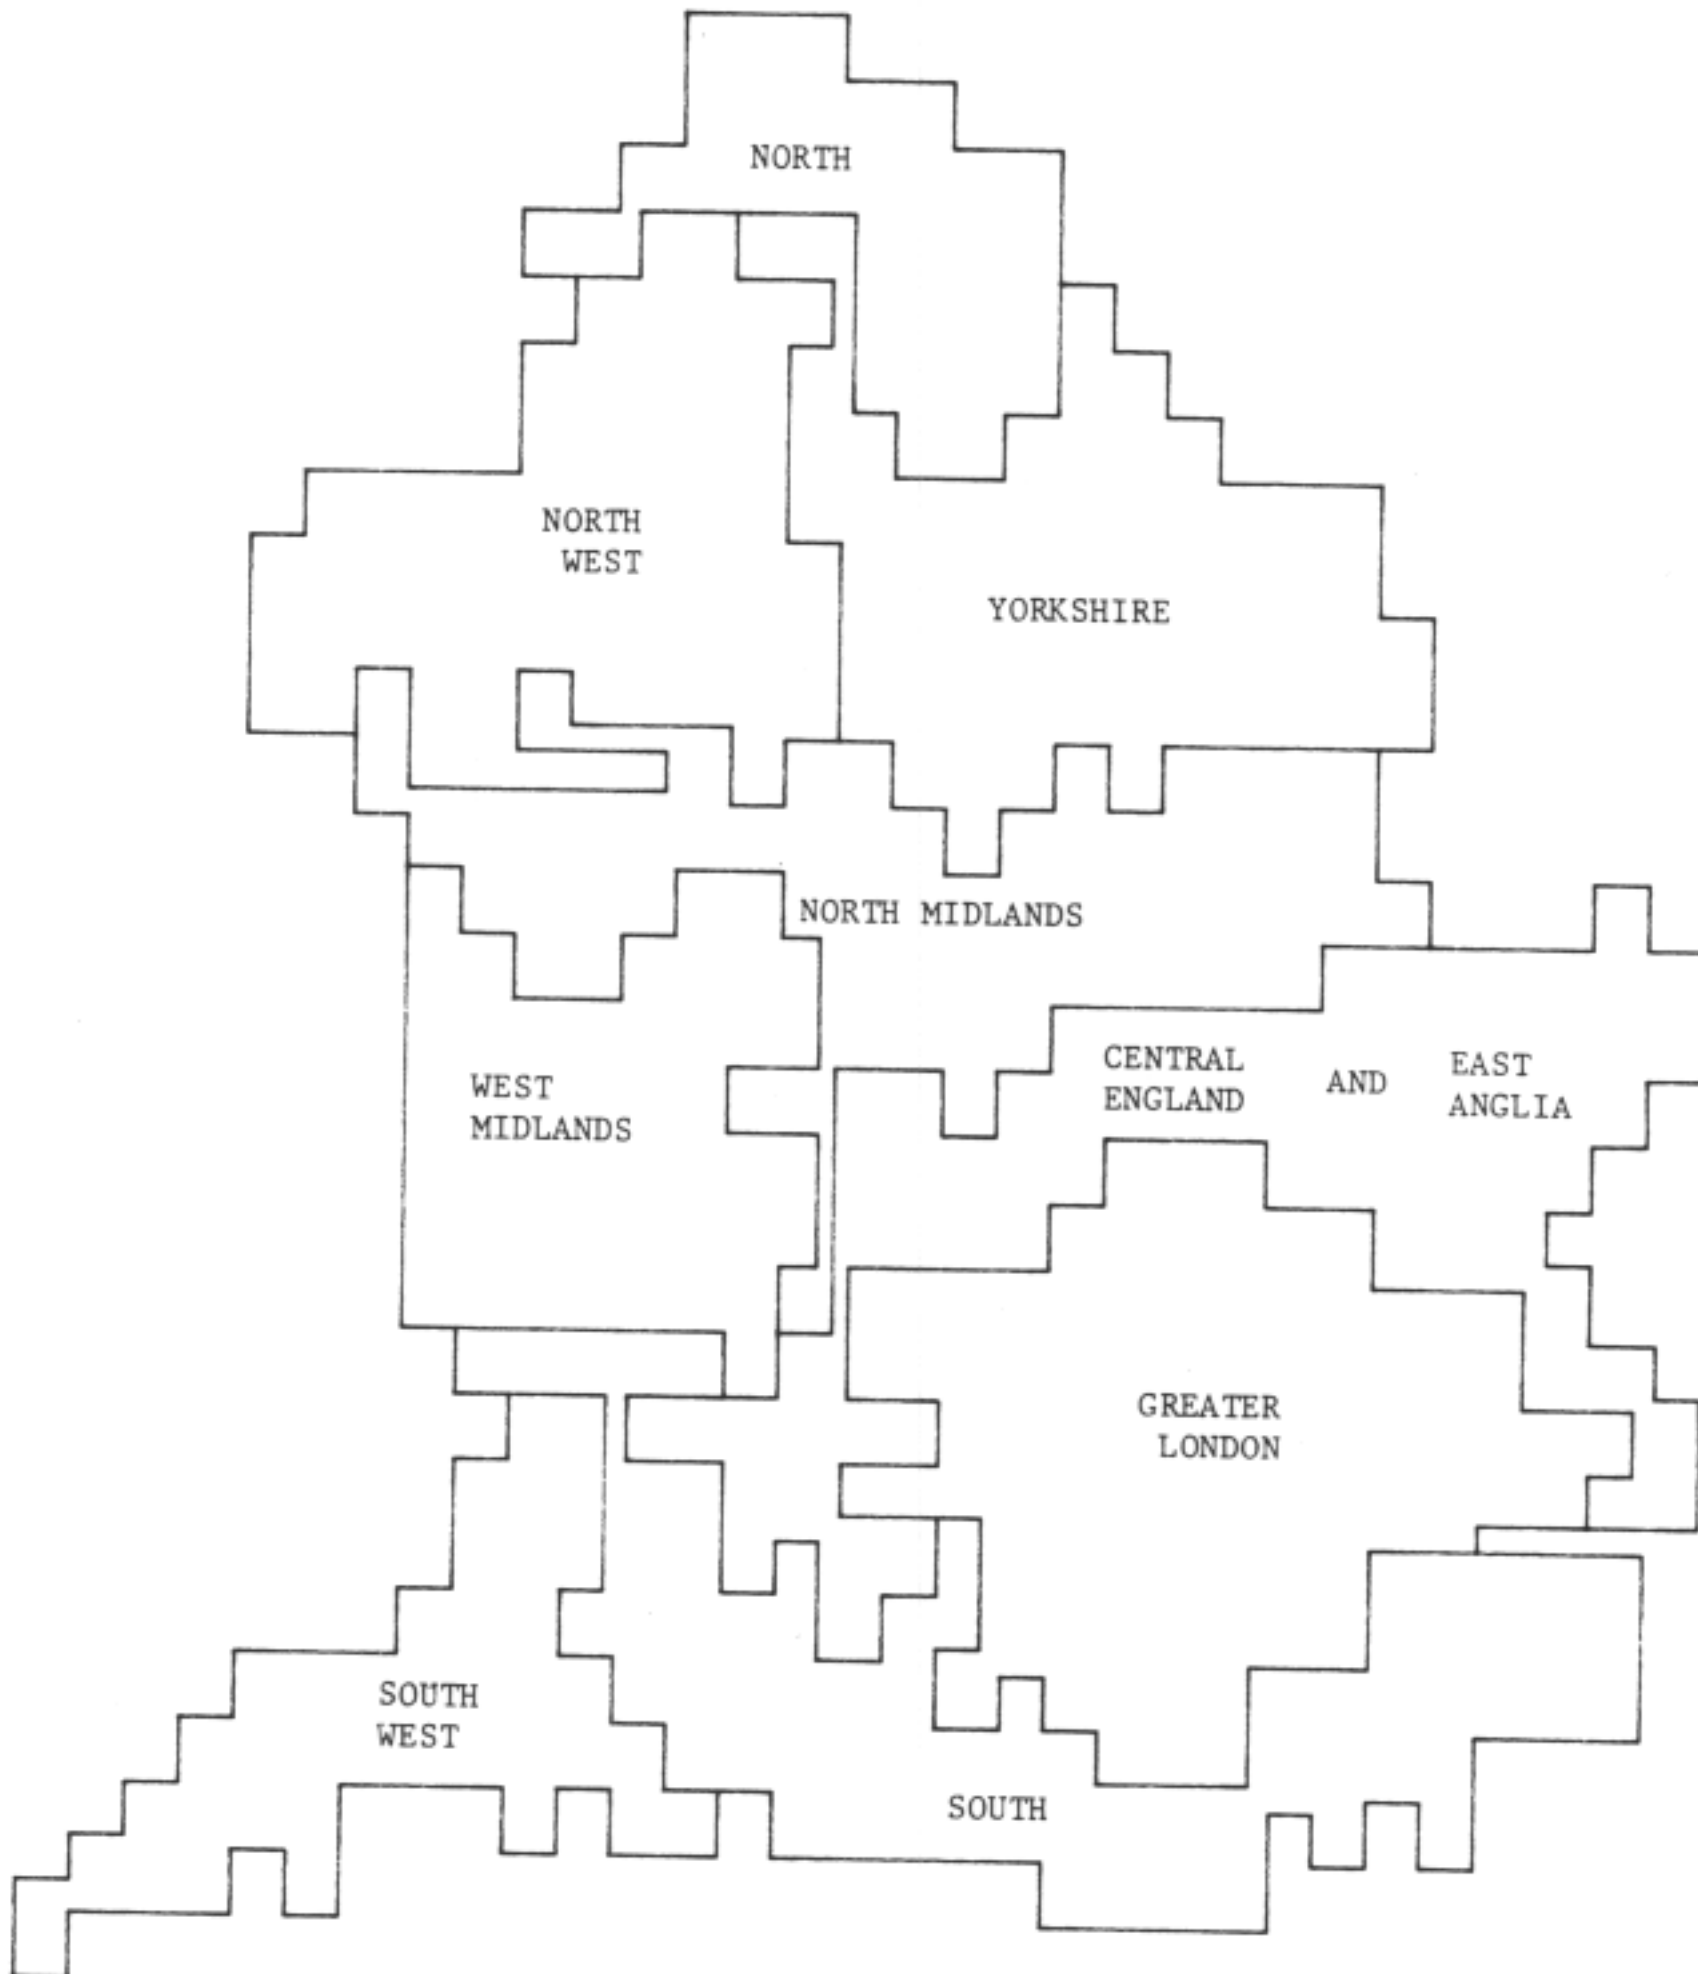 NORTH
NORTH
WEST
YORKSHIRE
NORTH MIDLANDS
WEST
MIDLANDS
CENTRAL
ENGLAND
AND
EAST
ANGLIA
GREATER
LONDON
SOUTH
WEST
SOUTH